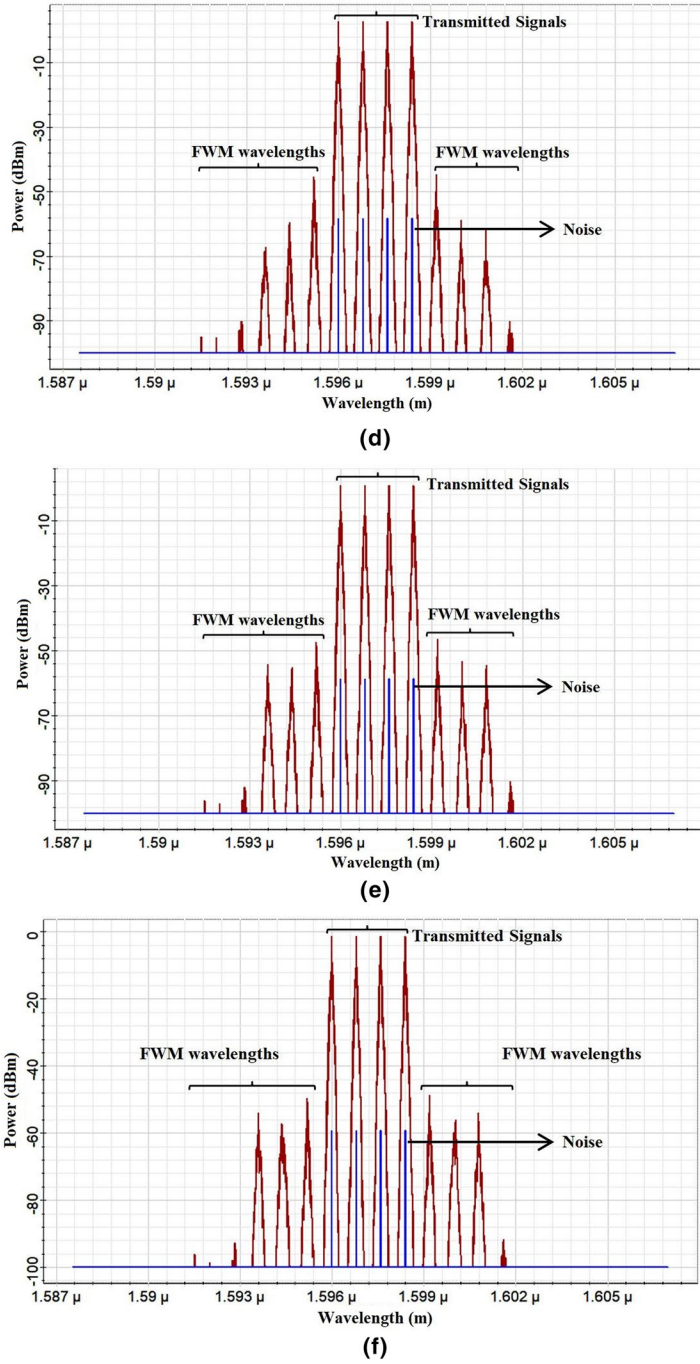 Transmitted Signals
-10
-30
-50
-70
-90
Power (dBm)
FWM wavelengths
FWM wavelengths
Noise
1.587 µ 1.59 µ 1.593 µ 1.596 µ 1.599 µ 1.602 µ 1.605 µ
Wavelength (m)
(d)
Transmitted Signals
-10
-30
-50
-70
-90
Power (dBm)
FWM wavelengths
FWM wavelengths
Noise
1.587 µ 1.59 µ 1.593 µ 1.596 µ 1.599 µ 1.602 µ 1.605 µ
Wavelength (m)
(e)
Transmitted Signals
0
-20
-40
-60
-80
-100
Power (dBm)
FWM wavelengths
FWM wavelengths
Noise
1.587 µ 1.59 µ 1.593 µ 1.596 µ 1.599 µ 1.602 µ 1.605 µ
Wavelength (m)
(f)